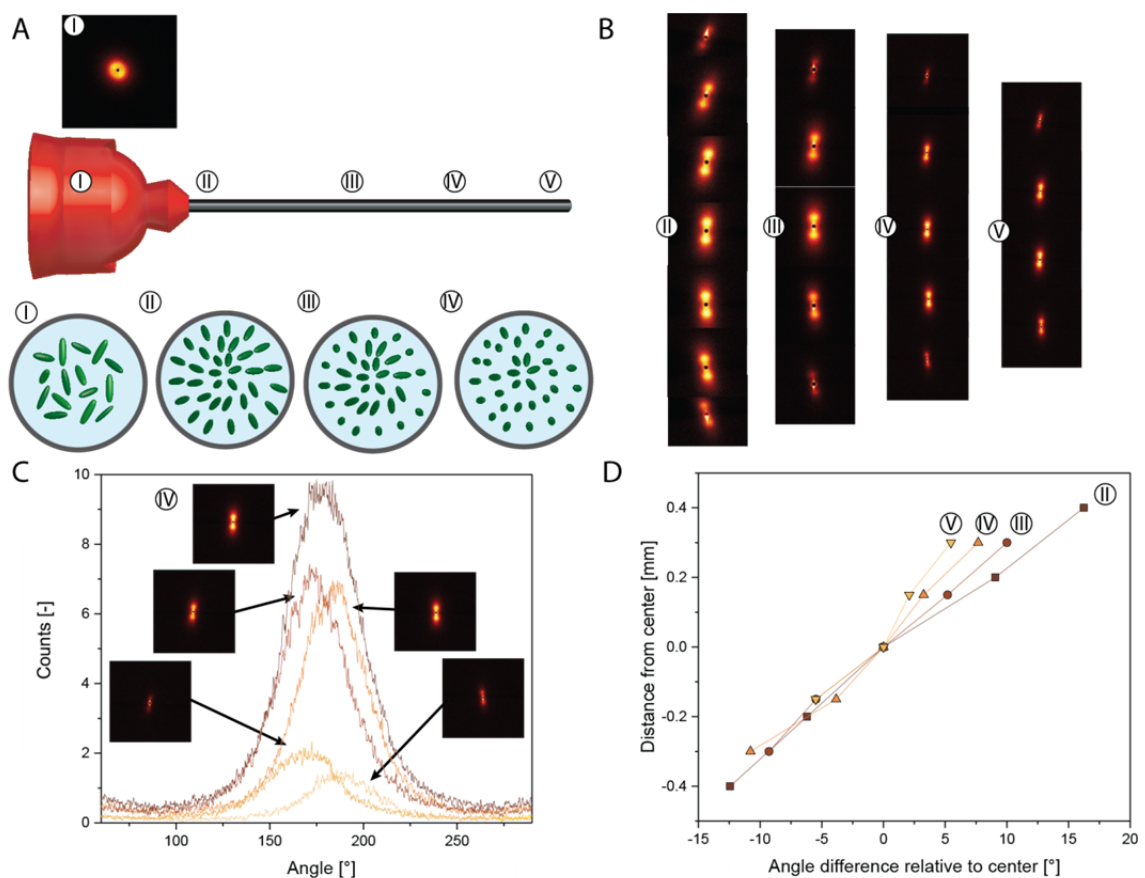 A
I
I
II
III
IV
V
I
II
III
IV
B
II
III
IV
V
C
IV
10
8
6
4
2
0
Counts [-]
100
150
200
250
Angle [°]
D
II
V
IV
III
0.4
0.2
0.0
-0.2
-0.4
Distance from center [mm]
-15
-10
-5
0
5
10
15
20
Angle difference relative to center [°]